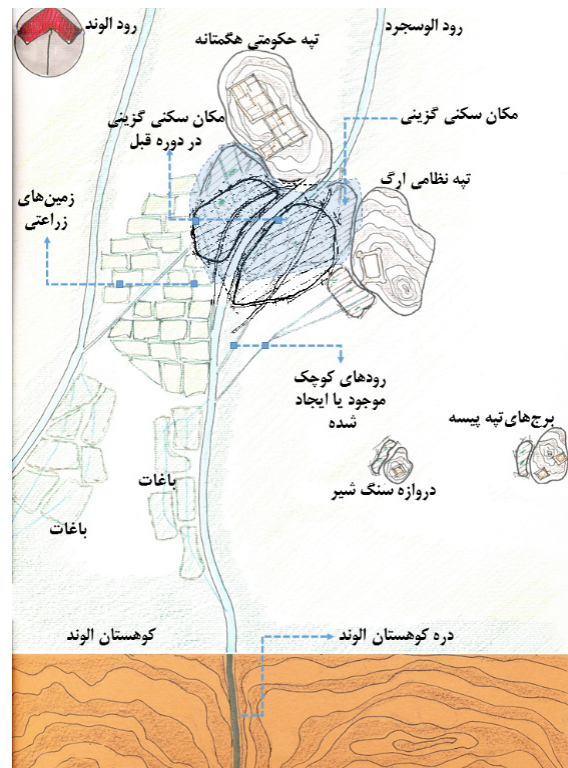 رود الوسجرد
رود الوند
تپه حکومتی هگمتانه
مکان سکنی گزینی
مکان سکنی گزینی
در دوره قبل
تپه نظامی ارگ
زمین‌های
زراعتی
رودهای کوچک
موجود یا ایجاد
شده
برج‌های تپه پیسه
دروازه سنگ شیر
باغات
باغات
دره کوهستان الوند
کوهستان الوند